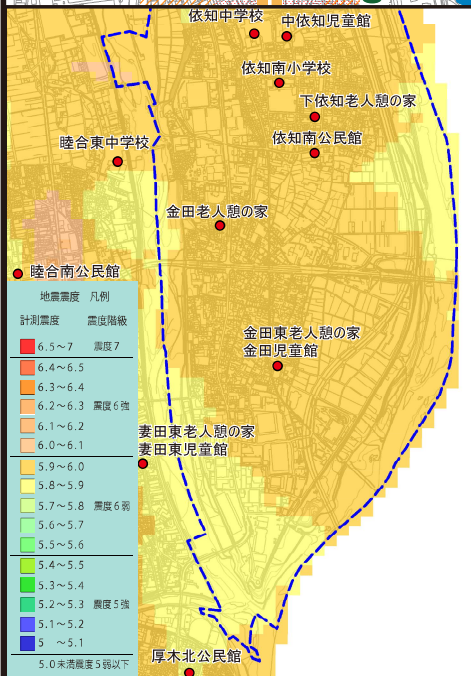 依知中学校
中依知児童館
依知南小学校
下依知老人憩の家
依知南公民館
睦合東中学校
金田老人憩の家
睦合南公民館
金田東老人憩の家
金田児童館
妻田東老人憩の家
妻田東児童館
厚木北公民館
地震震度 凡例
計測震度 震度階級
6.5～7 震度7
6.4～6.5
6.3～6.4
6.2～6.3 震度6強
6.1～6.2
6.0～6.1
5.9～6.0
5.8～5.9
5.7～5.8 震度6弱
5.6～5.7
5.5～5.6
5.4～5.5
5.3～5.4
5.2～5.3 震度5強
5.1～5.2
5 ～5.1
5.0未満震度5弱以下